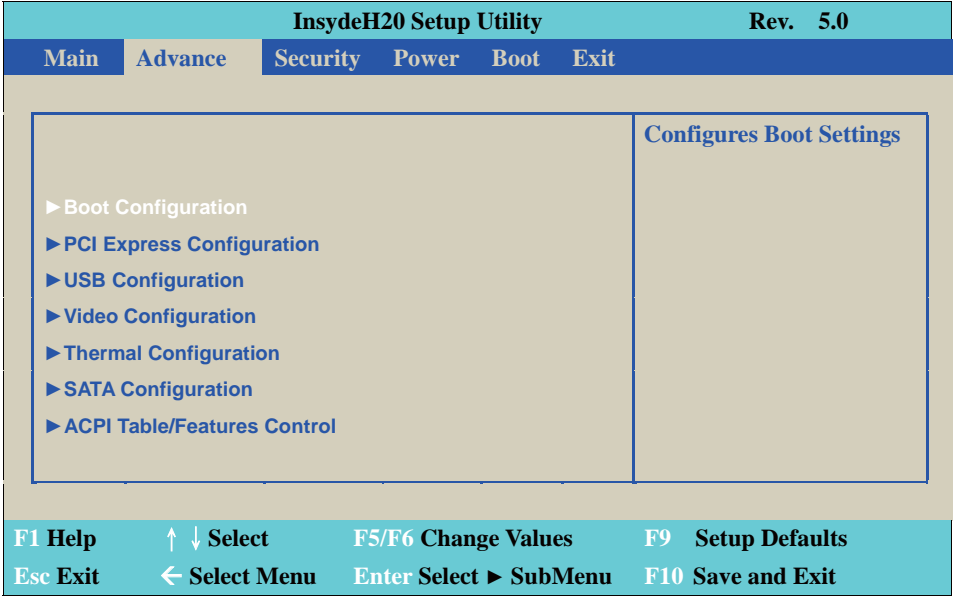 InsydeH20 Setup Utility Rev. 5.0
Main Advance Security Power Boot Exit
Configures Boot Settings
►Boot Configuration
►PCI Express Configuration
►USB Configuration
►Video Configuration
►Thermal Configuration
►SATA Configuration
►ACPI Table/Features Control
F1 Help ↑ ↓ Select F5/F6 Change Values F9 Setup Defaults
Esc Exit ← Select Menu Enter Select ► SubMenu F10 Save and Exit